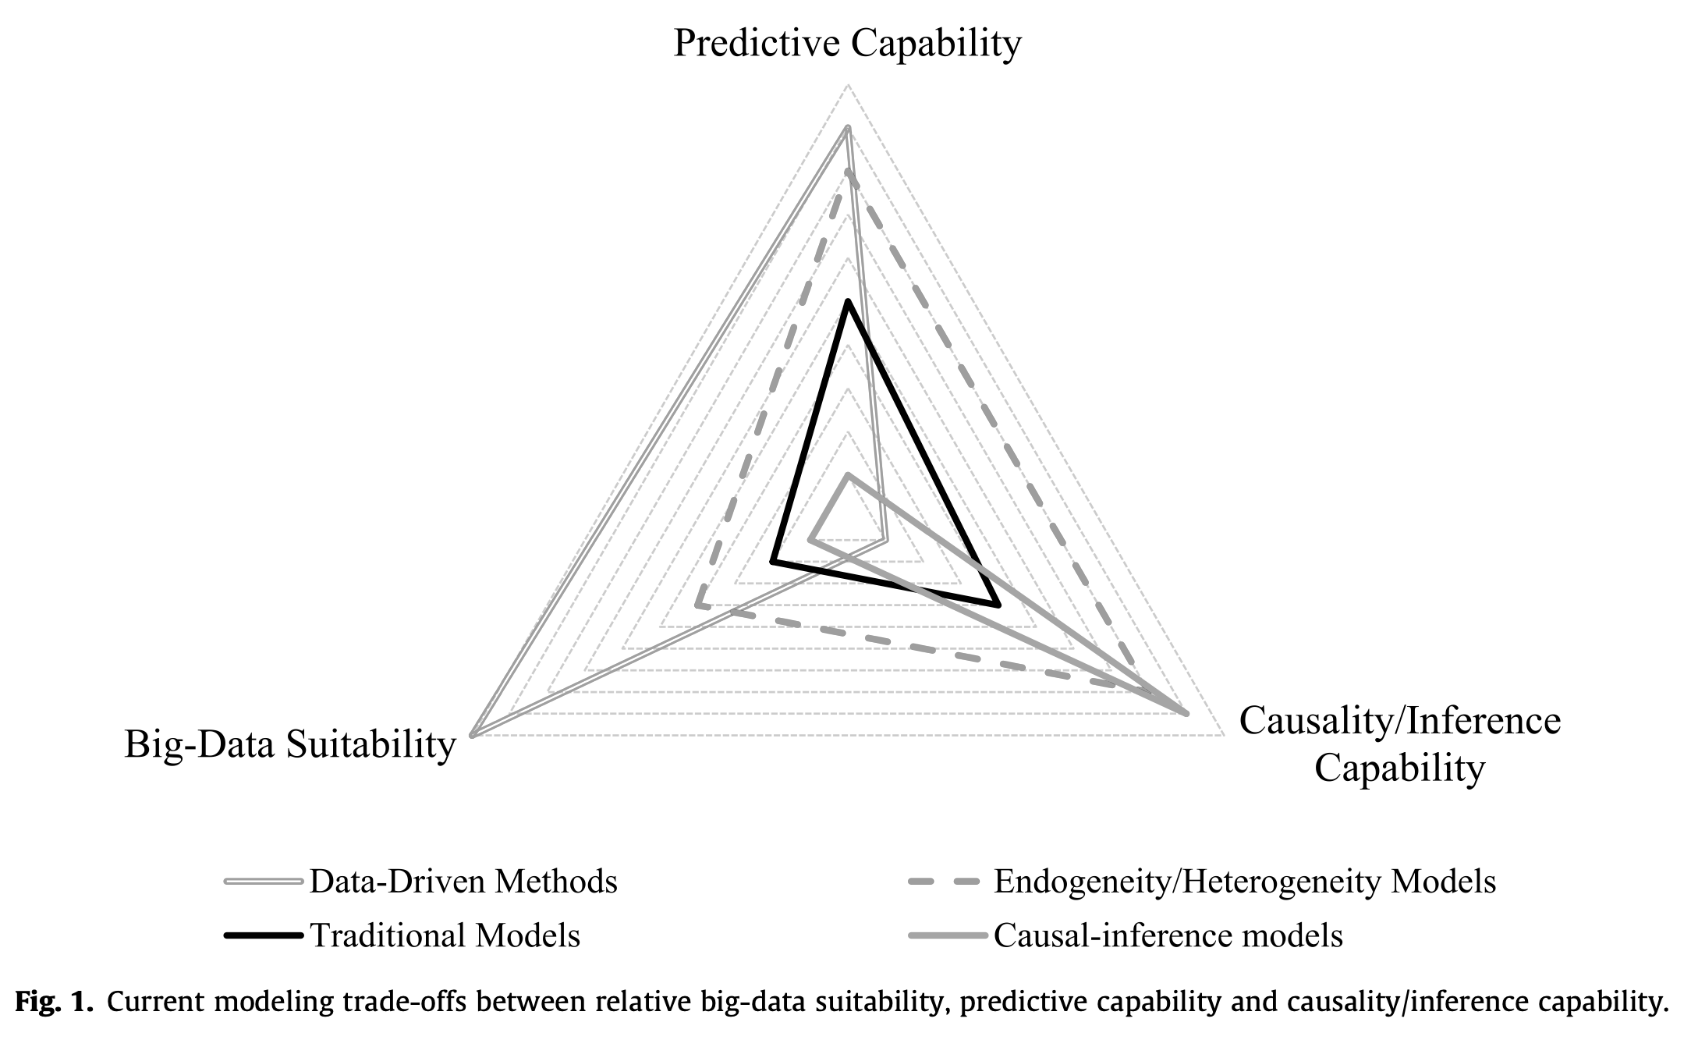 Predictive Capability
Big-Data Suitability
Causality/Inference
Capability
Data-Driven Methods
Endogeneity/Heterogeneity Models
Traditional Models
Causal-inference models
Fig. 1. Current modeling trade-offs between relative big-data suitability, predictive capability and causality/inference capability.